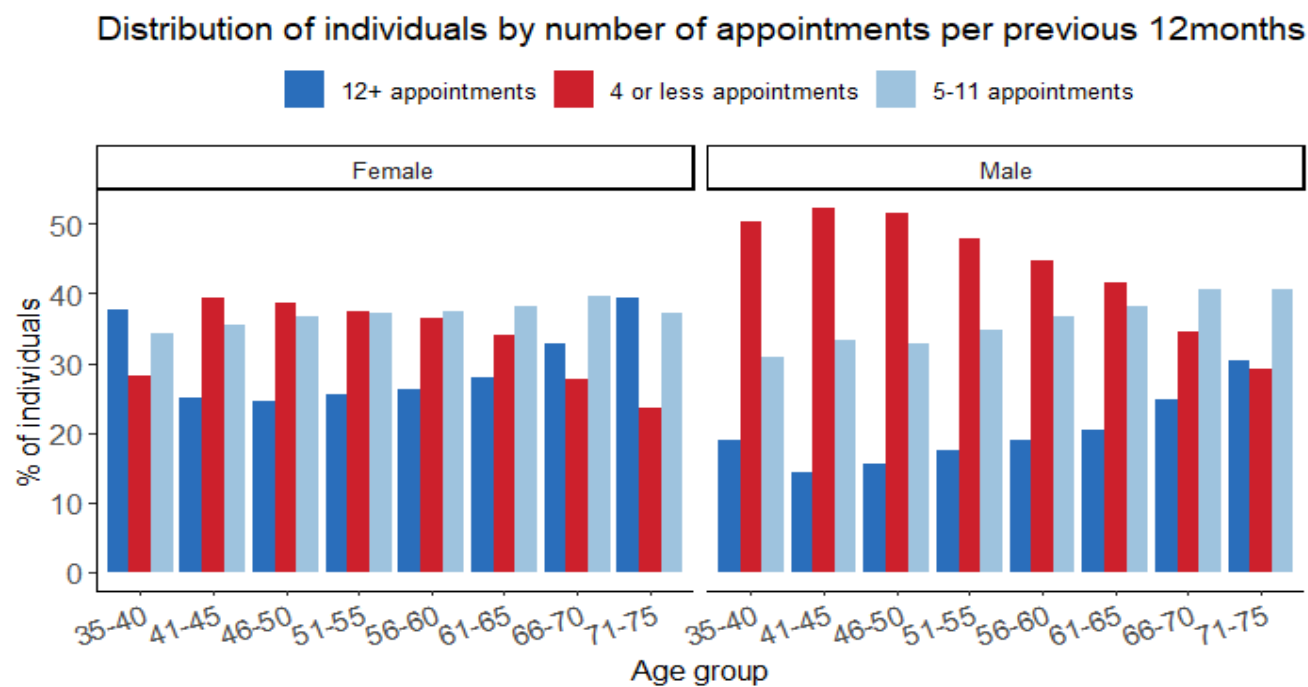 Distribution of individuals by number of appointments per previous 12months
12+ appointments 4 or less appointments 5-11 appointments
Female Male
50
40
30
20
10
0
% of individuals
35-40 41-45 46-50 51-55 56-60 61-65 66-70 71-75 35-40 41-45 46-50 51-55 56-60 61-65 66-70 71-75
Age group